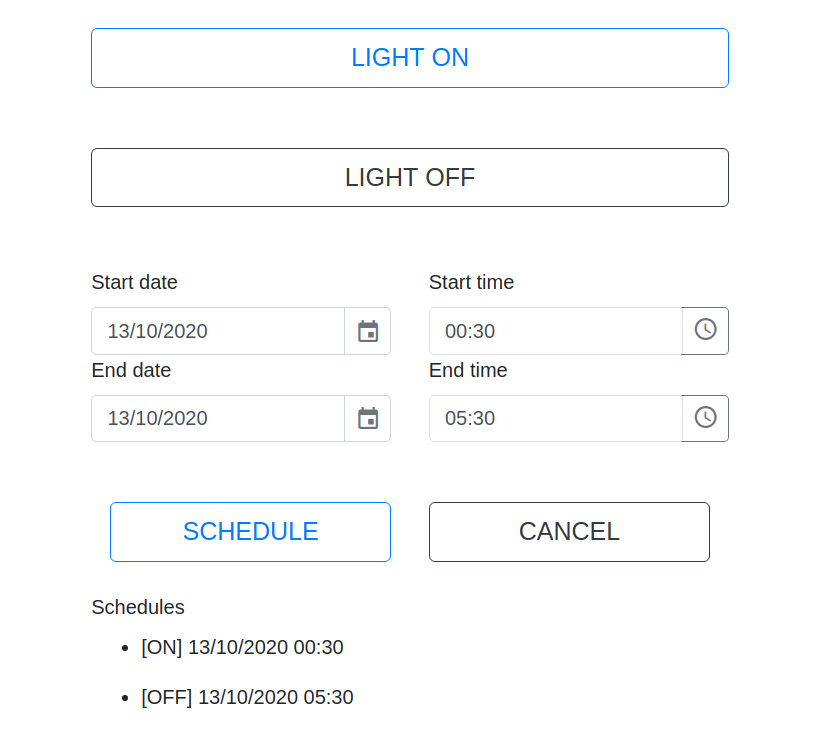 LIGHT ON
LIGHT OFF
Start date
Start time
13/10/2020
00:30
End date
End time
13/10/2020
05:30
SCHEDULE
CANCEL
Schedules
[ON] 13/10/2020 00:30
[OFF] 13/10/2020 05:30